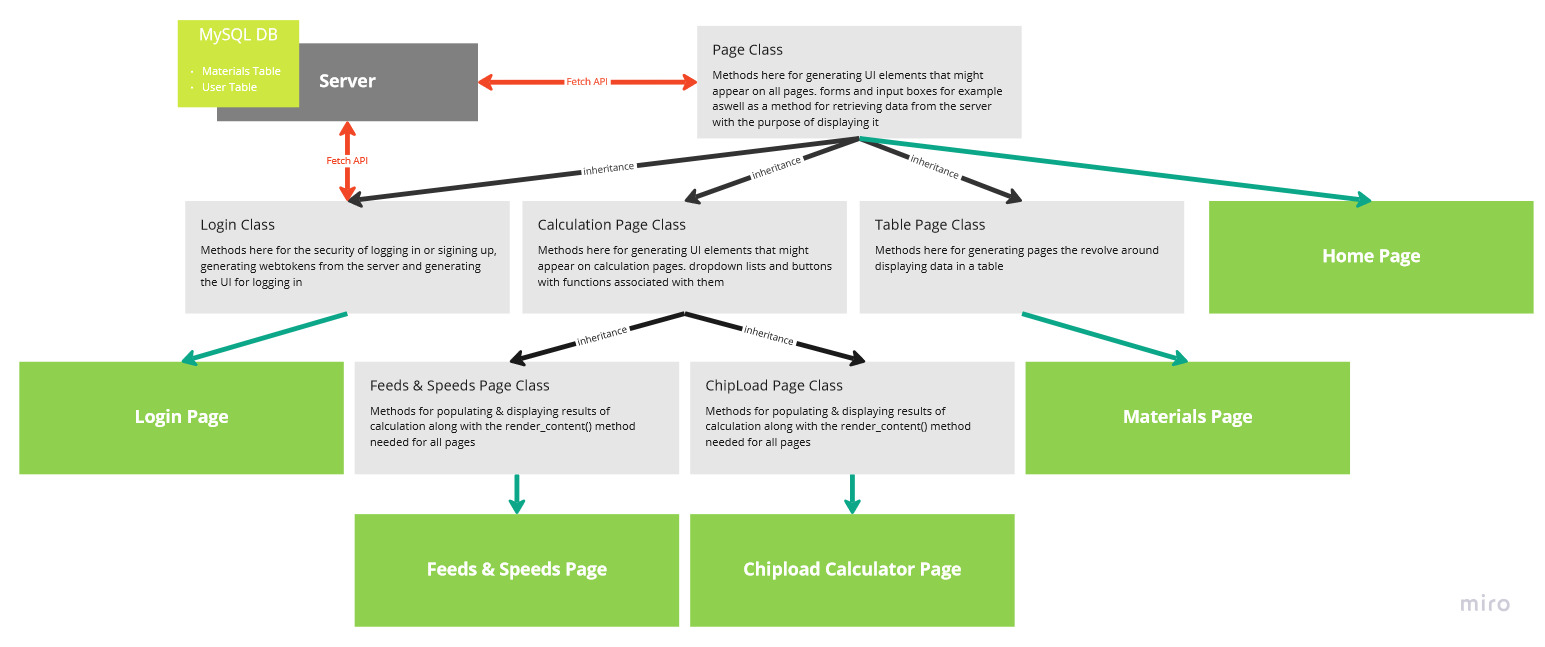 MySQL DB
Materials Table
User Table
Server
Fetch API
Page Class
Methods here for generating UI elements that might
appear on all pages. forms and input boxes for example
aswell as a method for retrieving data from the server
with the purpose of displaying it
Fetch API
inheritance
inheritance
inheritance
Login Class
Methods here for the security of logging in or sigining up,
generating webtokens from the server and generating
the UI for logging in
Calculation Page Class
Methods here for generating UI elements that might
appear on calculation pages. dropdown lists and buttons
with functions associated with them
Table Page Class
Methods here for generating pages the revolve around
displaying data in a table
Home Page
inheritance
inheritance
Login Page
Feeds & Speeds Page Class
Methods for populating & displaying results of
calculation along with the render_content() method
needed for all pages
ChipLoad Page Class
Methods for populating & displaying results of
calculation along with the render_content() method
needed for all pages
Materials Page
Feeds & Speeds Page
Chipload Calculator Page
miro